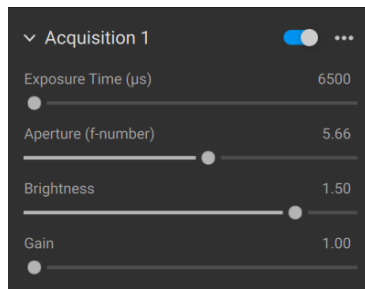 Acquisition 1
Exposure Time (µs) 6500
Aperture (f-number) 5.66
Brightness 1.50
Gain 1.00